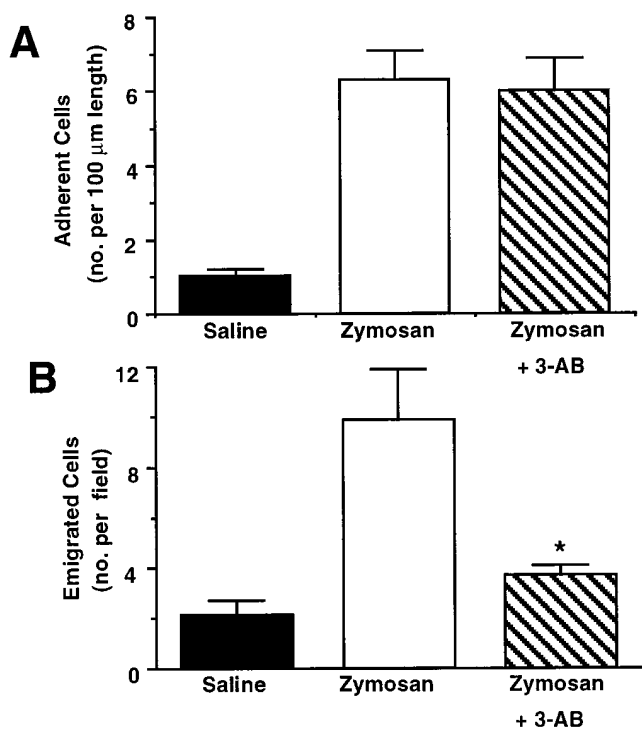 A
Adherent Cells
(no. per 100 μm length)
8
6
4
2
0
Saline Zymosan Zymosan
+ 3-AB
B
Emigrated Cells
(no. per field)
12
8
4
0
*
Saline Zymosan Zymosan
+ 3-AB